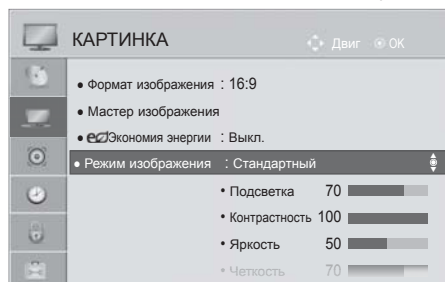 КАРТИНКА
Двиг OK
• Формат изображения : 16:9
• Мастер изображения
• eco Экономия энергии : Выкл.
• Режим изображения : Стандартный
• Подсветка 70
• Контрастность 100
• Яркость 50
• Четкость 70